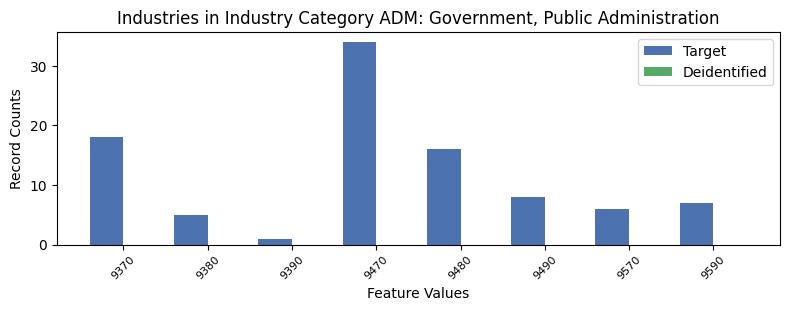 Industries in Industry Category ADM: Government, Public Administration
Target
Deidentified
Record Counts
30
20
10
0
9370
9380
9390
9470
9480
9490
9570
9590
Feature Values